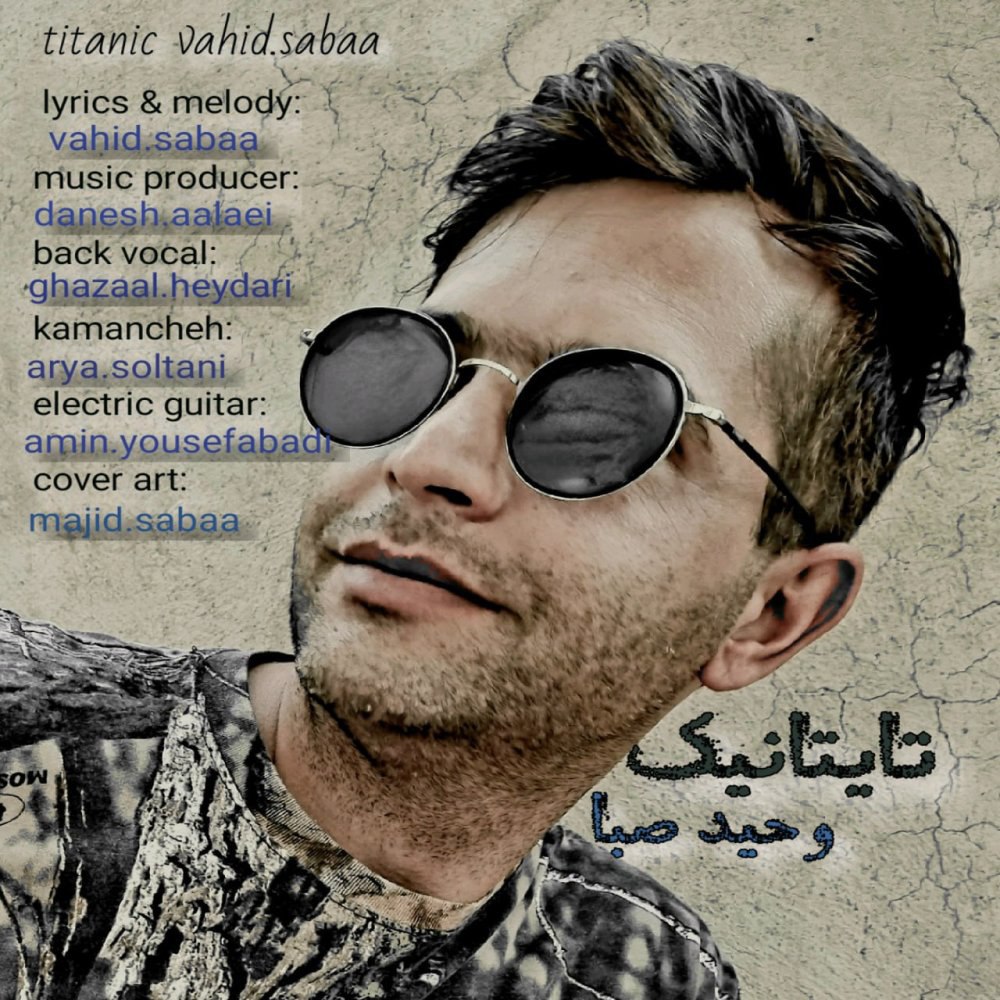 titanic vahid.sabaa
lyrics & melody:
vahid.sabaa
music producer:
danesh.aalaei
back vocal:
ghazaal.heydari
kamancheh:
arya.soltani
electric guitar:
amin.yousefabadi
cover art:
majid.sabaa
تایتانیک
وحید صبا